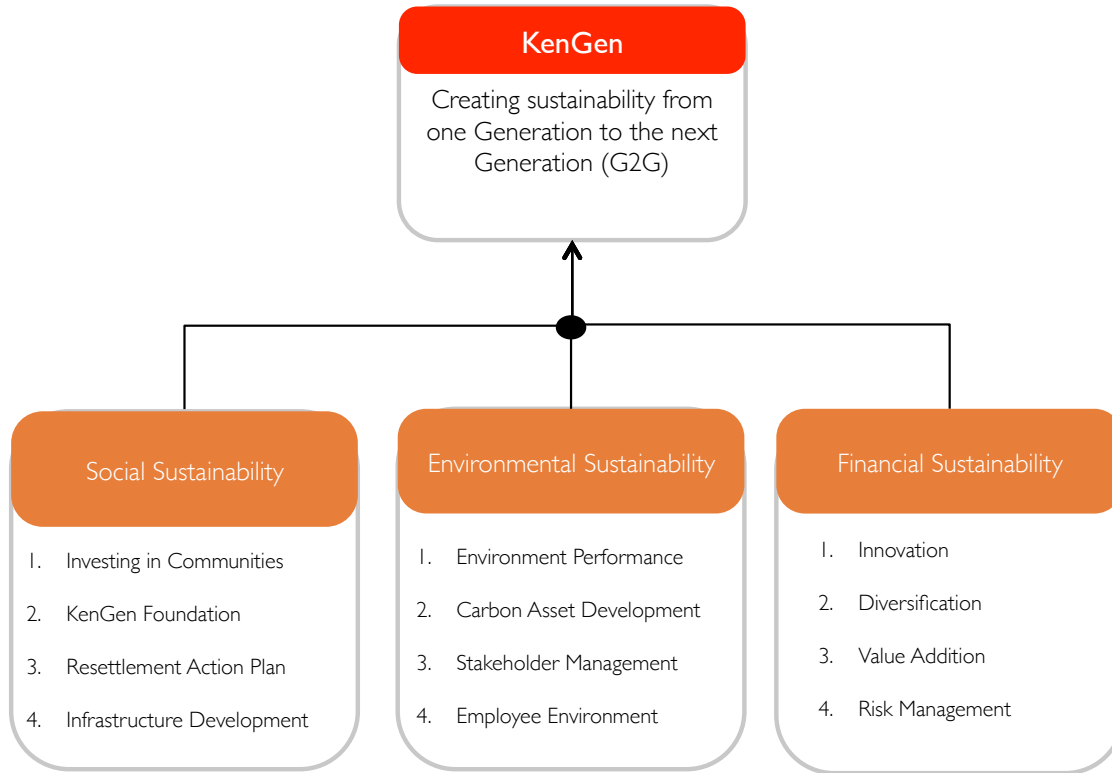 KenGen
Creating sustainability from
one Generation to the next
Generation (G2G)
Social Sustainability
1. Investing in Communities
2. KenGen Foundation
3. Resettlement Action Plan
4. Infrastructure Development
Environmental Sustainability
1. Environment Performance
2. Carbon Asset Development
3. Stakeholder Management
4. Employee Environment
Financial Sustainability
1. Innovation
2. Diversification
3. Value Addition
4. Risk Management